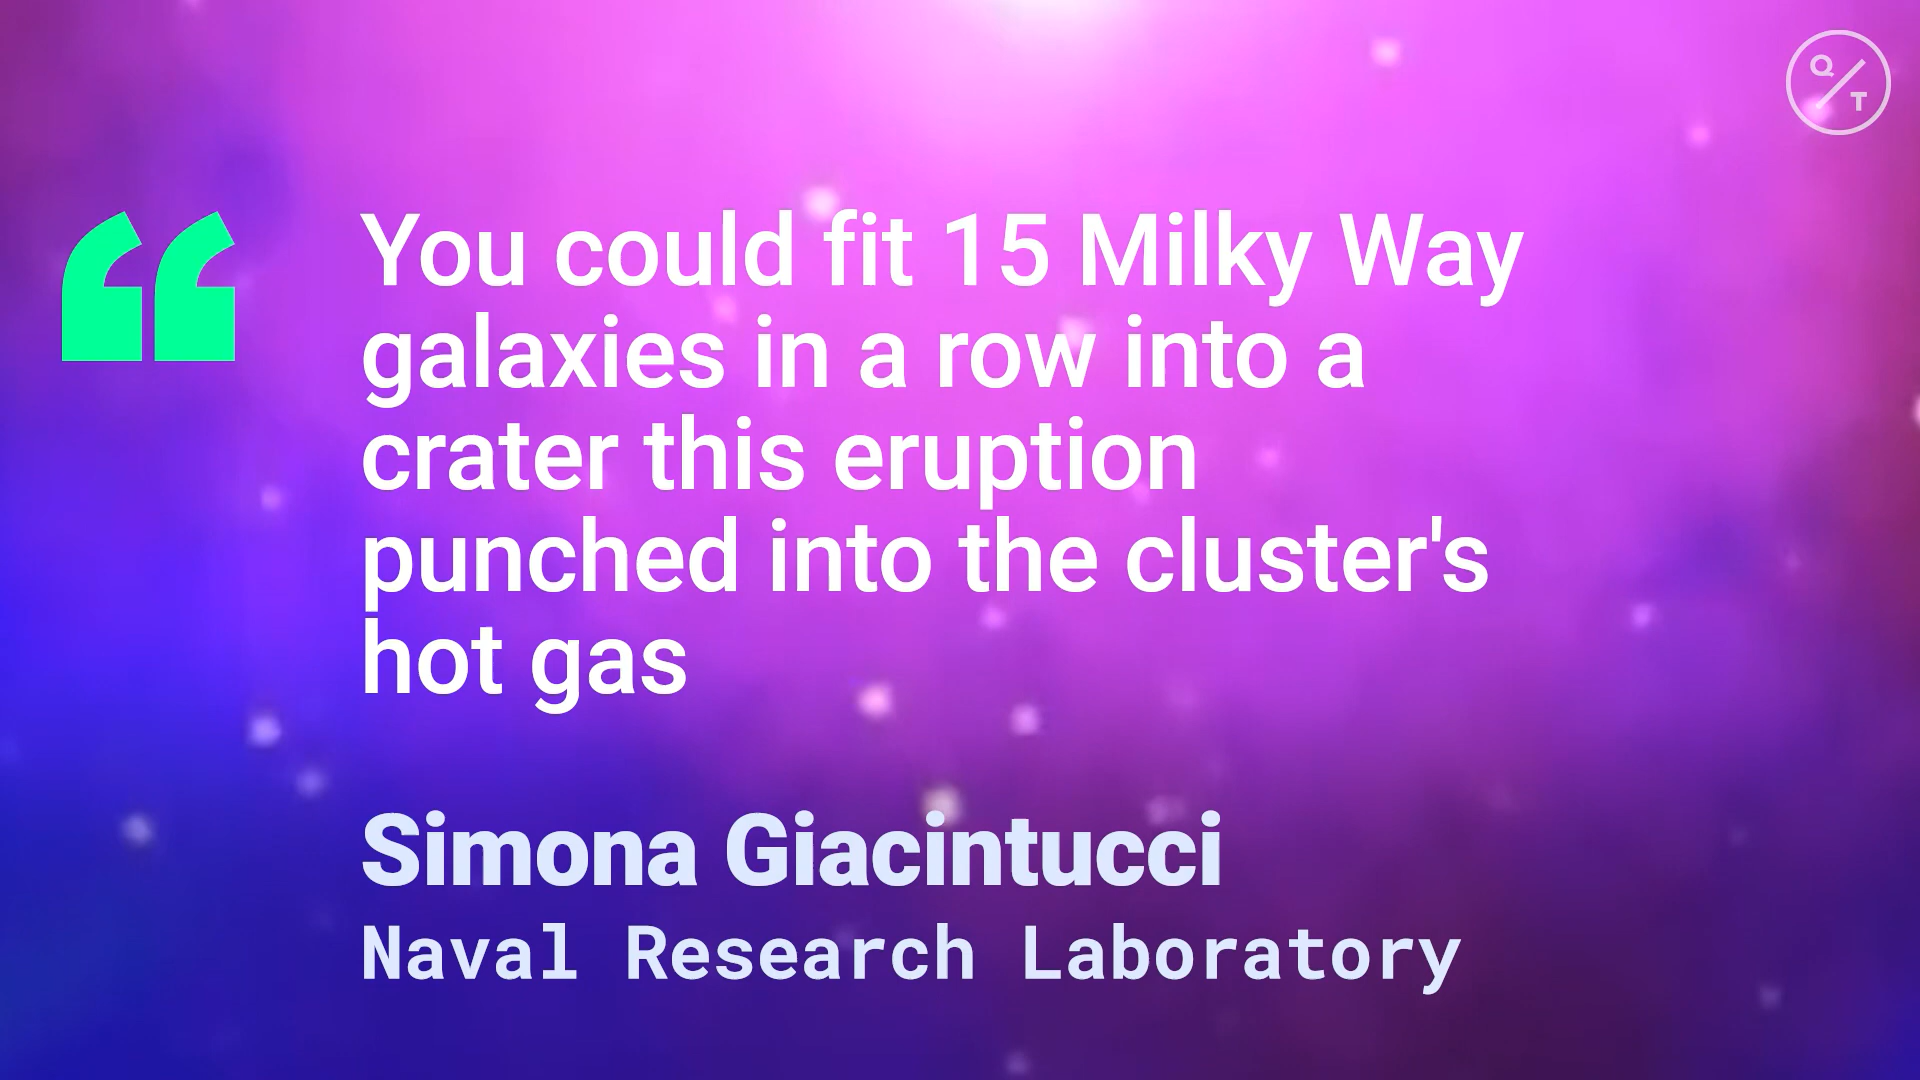 Q/T
“
You could fit 15 Milky Way
galaxies in a row into a
crater this eruption
punched into the cluster's
hot gas
Simona Giacintucci
Naval Research Laboratory